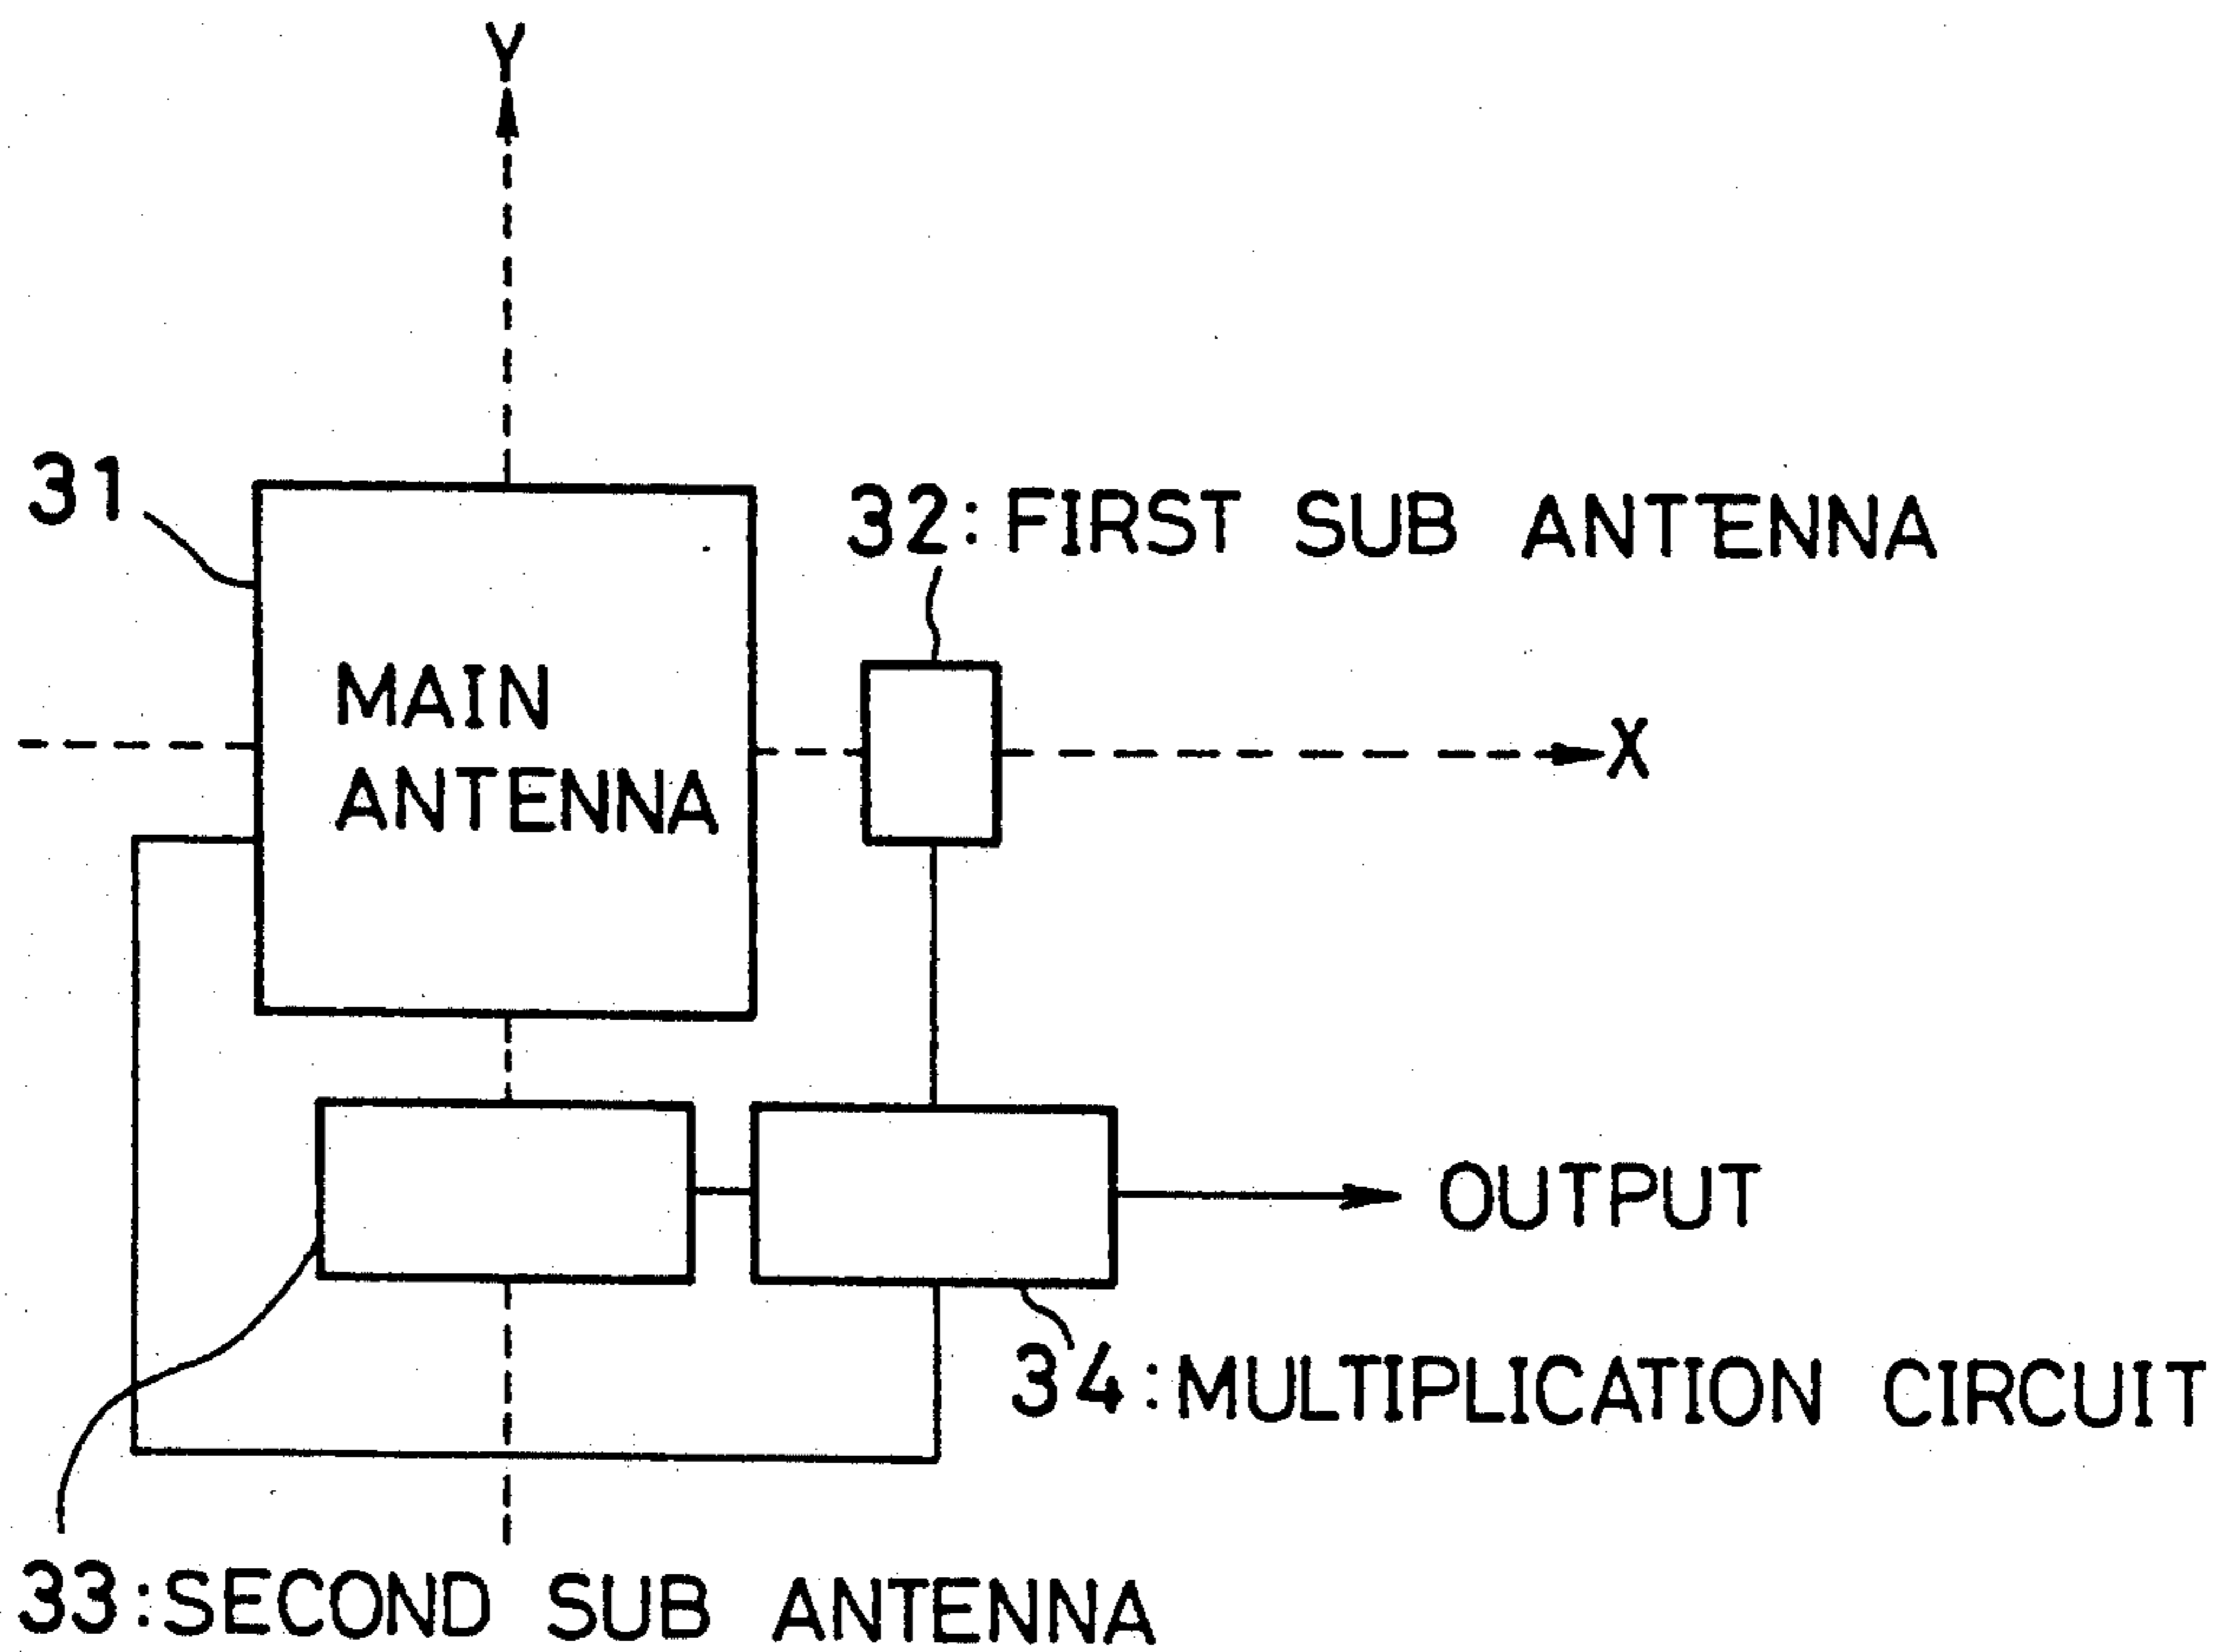 Y
31
32:FIRST SUB ANTENNA
MAIN
ANTENNA
X
OUTPUT
34:MULTIPLICATION CIRCUIT
33:SECOND SUB ANTENNA